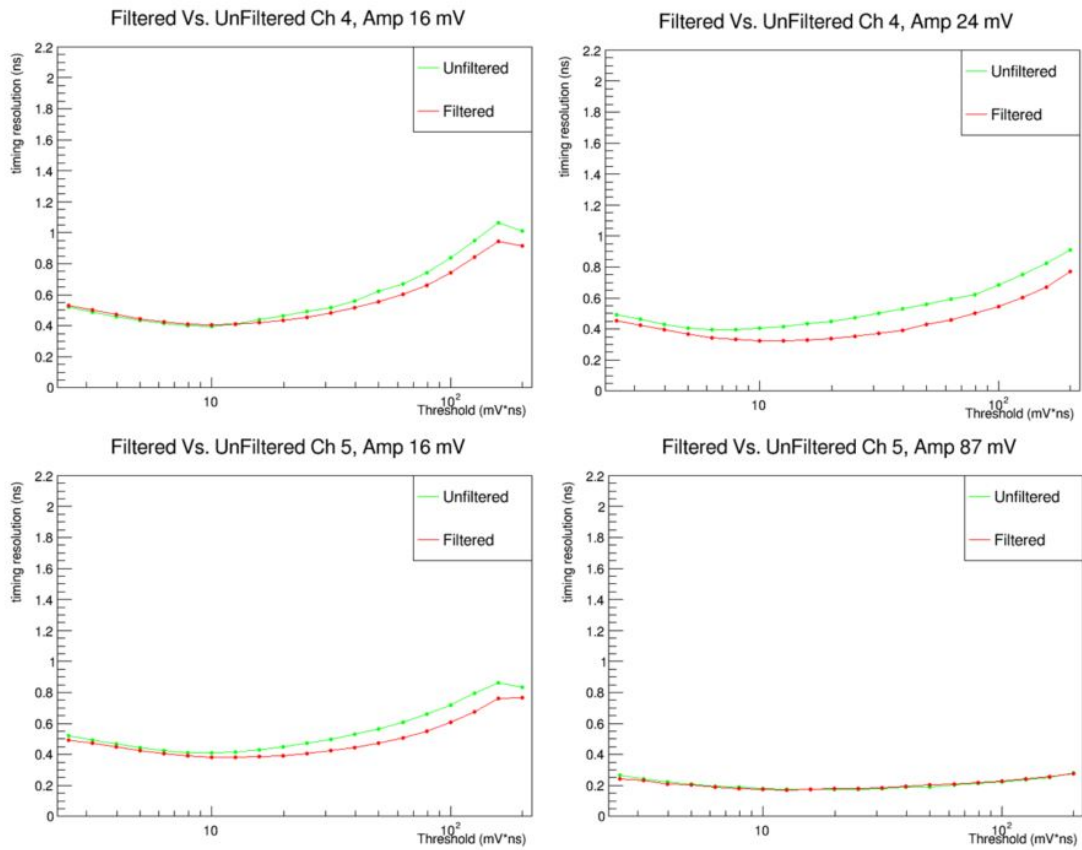 Filtered Vs. UnFiltered Ch 4, Amp 16 mV
timing resolution (ns)
2.2
2
1.8
1.6
1.4
1.2
1
0.8
0.6
0.4
0.2
0
Unfiltered
Filtered
10
10²
Threshold (mV*ns)
Filtered Vs. UnFiltered Ch 4, Amp 24 mV
timing resolution (ns)
2.2
2
1.8
1.6
1.4
1.2
1
0.8
0.6
0.4
0.2
0
Unfiltered
Filtered
10
10²
Threshold (mV*ns)
Filtered Vs. UnFiltered Ch 5, Amp 16 mV
timing resolution (ns)
2.2
2
1.8
1.6
1.4
1.2
1
0.8
0.6
0.4
0.2
0
Unfiltered
Filtered
10
10²
Threshold (mV*ns)
Filtered Vs. UnFiltered Ch 5, Amp 87 mV
timing resolution (ns)
2.2
2
1.8
1.6
1.4
1.2
1
0.8
0.6
0.4
0.2
0
Unfiltered
Filtered
10
10²
Threshold (mV*ns)